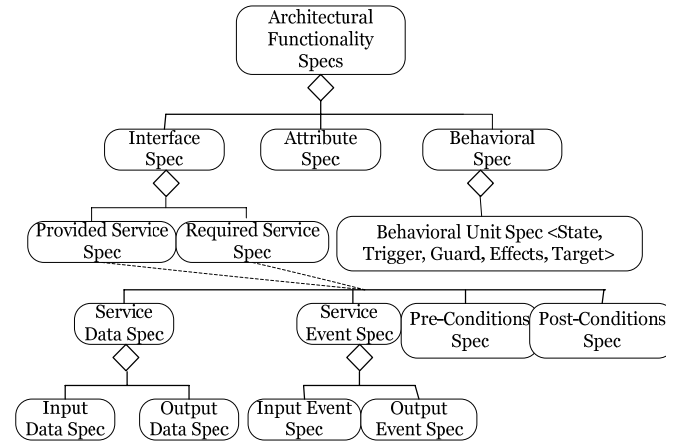 Architectural
Functionality
Specs
Interface
Spec
Attribute
Spec
Behavioral
Spec
Provided Service
Spec
Required Service
Spec
Behavioral Unit Spec <State,
Trigger, Guard, Effects, Target>
Service
Data Spec
Service
Event Spec
Pre-Conditions
Spec
Post-Conditions
Spec
Input
Data Spec
Output
Data Spec
Input Event
Spec
Output
Event Spec